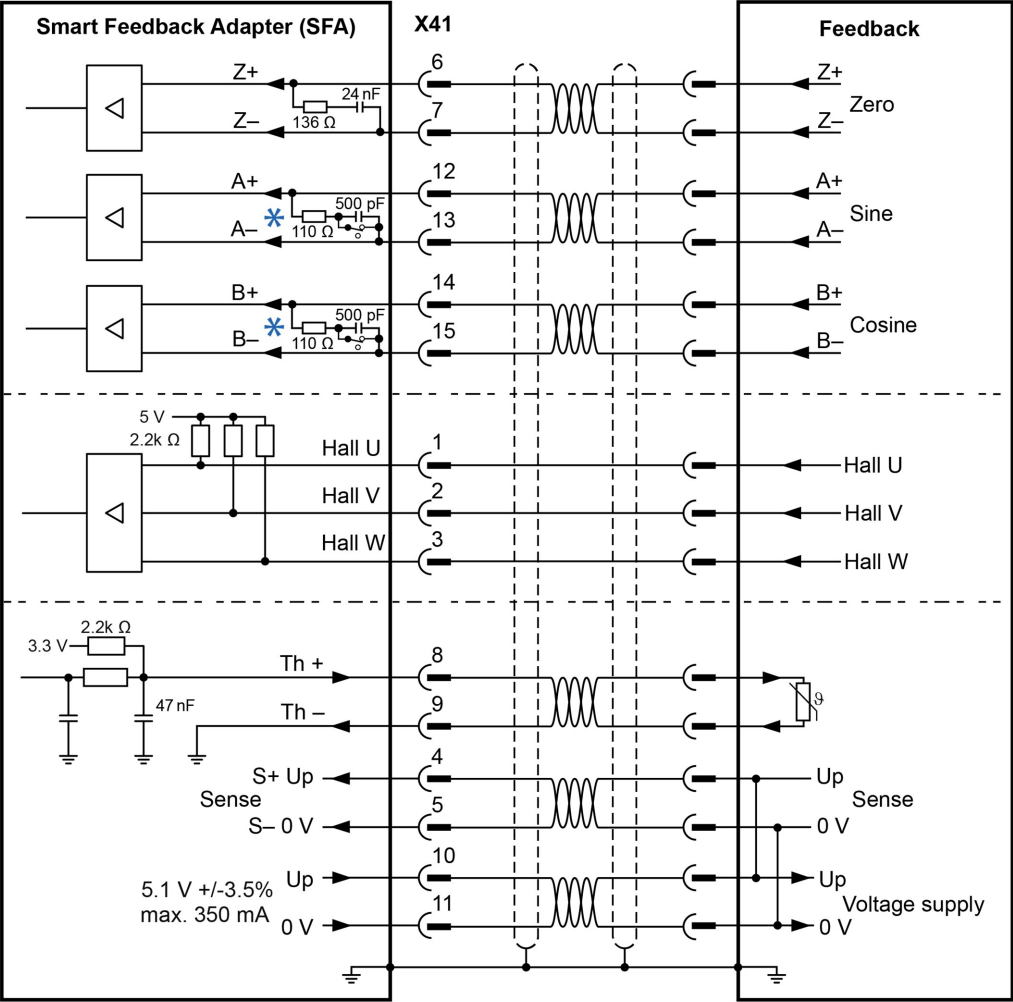 Smart Feedback Adapter (SFA) X41 Feedback
Z+ 6 Z+
24 nF Zero
136 Ω 7
Z– Z–
A+ 12 A+
500 pF Sine
* 110 Ω 13
A– A–
B+ 14 B+
500 pF Cosine
* 110 Ω 15
B– B–
5 V
2.2k Ω
Hall U 1 Hall U
Hall V 2 Hall V
Hall W 3 Hall W
2.2k Ω
3.3 V
Th + 8
47 nF ϑ
Th – 9
S+ Up 4 Up
Sense Sense
S– 0 V 5 0 V
5.1 V +/-3.5% Up 10 Up
max. 350 mA Voltage supply
0 V 11 0 V